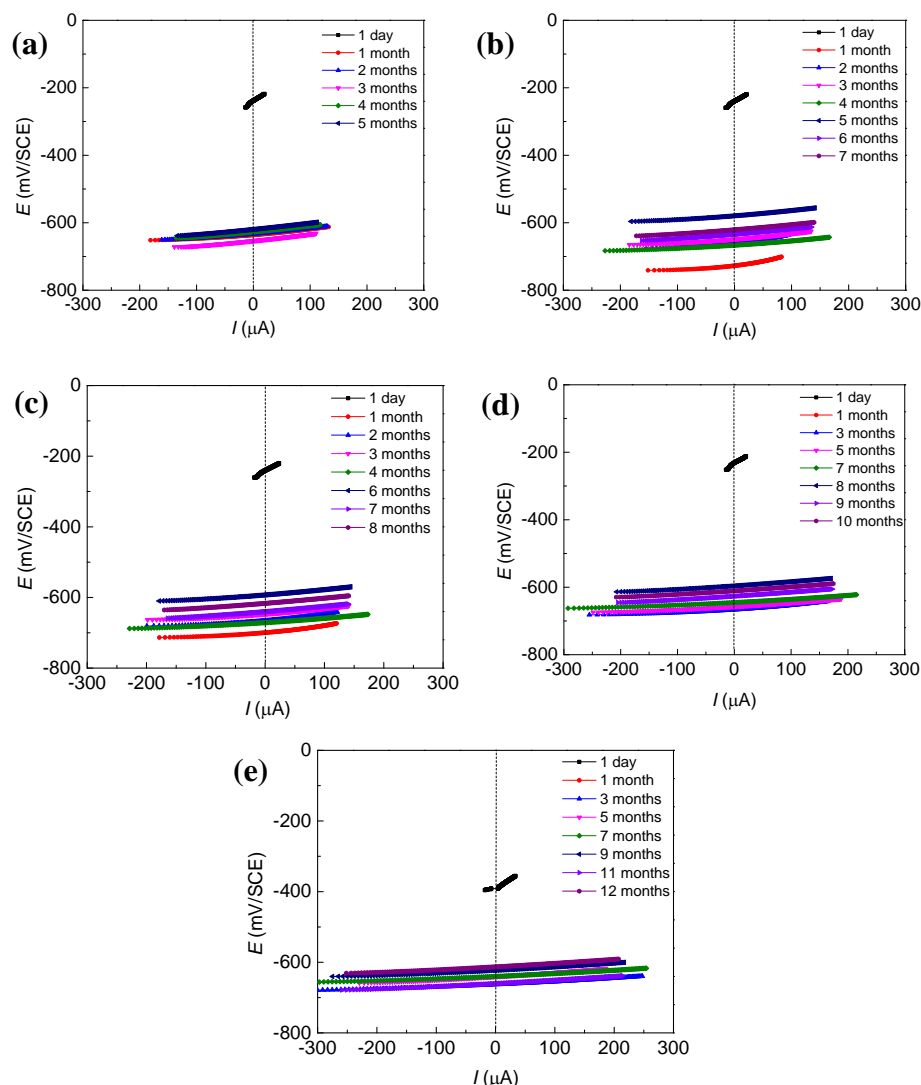 (a)
0
-200
-400
-600
-800
E (mV/SCE)
1 day
1 month
2 months
3 months
4 months
5 months
-300 -200 -100 0 100 200 300
I (μA)
(b)
0
-200
-400
-600
-800
E (mV/SCE)
1 day
1 month
2 months
3 months
4 months
5 months
6 months
7 months
-300 -200 -100 0 100 200 300
I (μA)
(c)
0
-200
-400
-600
-800
E (mV/SCE)
1 day
1 month
2 months
3 months
4 months
6 months
7 months
8 months
-300 -200 -100 0 100 200 300
I (μA)
(d)
0
-200
-400
-600
-800
E (mV/SCE)
1 day
1 month
3 months
5 months
7 months
8 months
9 months
10 months
-300 -200 -100 0 100 200 300
I (μA)
(e)
0
-200
-400
-600
-800
E (mV/SCE)
1 day
1 month
3 months
5 months
7 months
9 months
11 months
12 months
-300 -200 -100 0 100 200 300
I (μA)